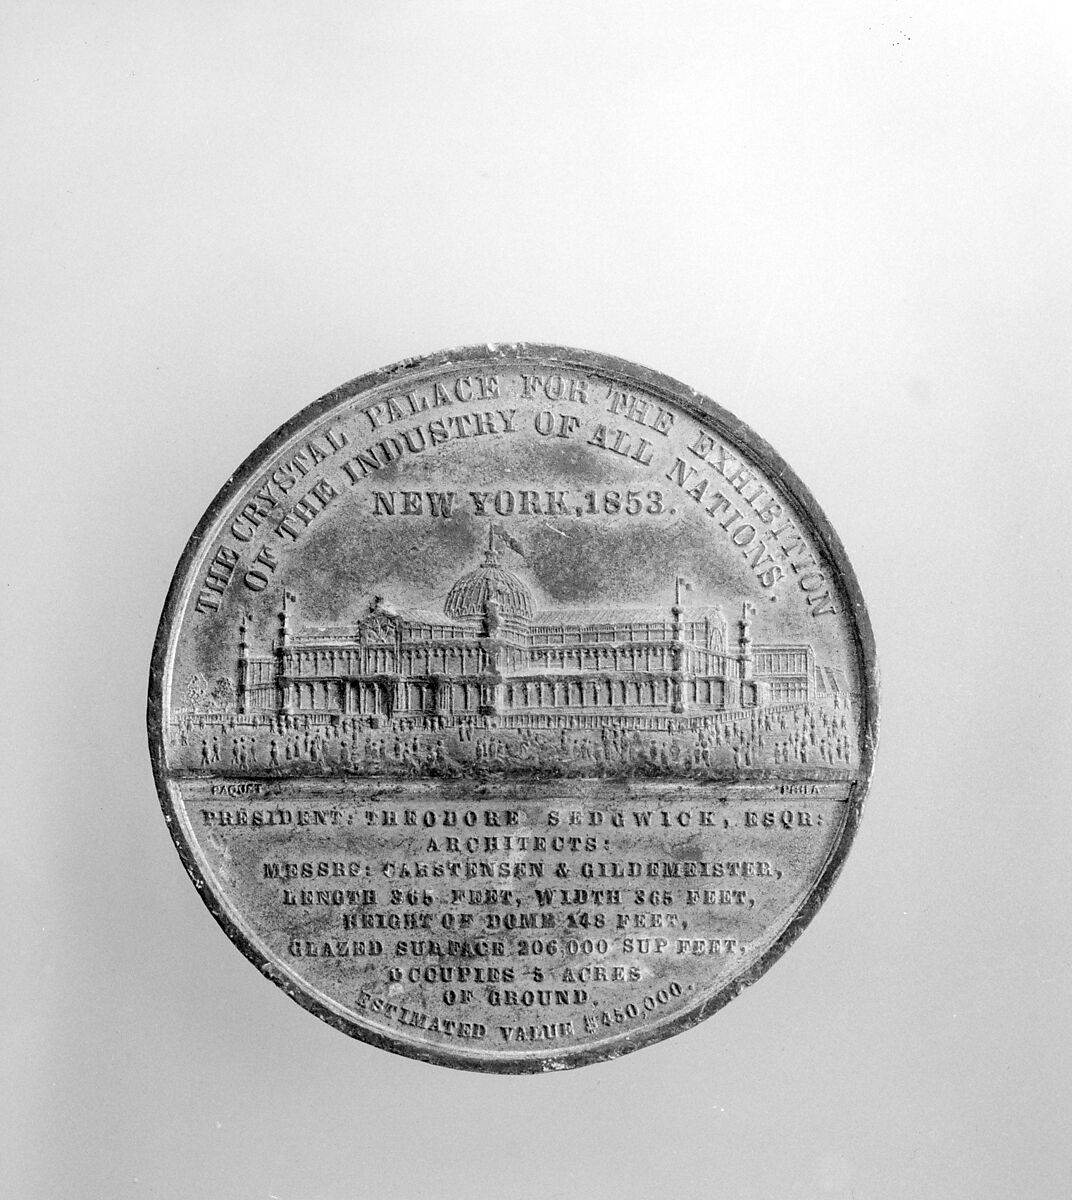 THE CRYSTAL PALACE FOR THE EXHIBITION
OF THE INDUSTRY OF ALL NATIONS.
NEW YORK, 1853.
PAQUET PHILA
PRESIDENT: THEODORE SEDGWICK, ESQR:
ARCHITECTS:
MESSRS: CARSTENSEN & GILDEMEISTER,
LENGTH 365 FEET, WIDTH 365 FEET,
HEIGHT OF DOME 148 FEET,
GLAZED SURFACE 206,000 SUP FEET,
OCCUPIES 5 ACRES
OF GROUND.
ESTIMATED VALUE $450,000.